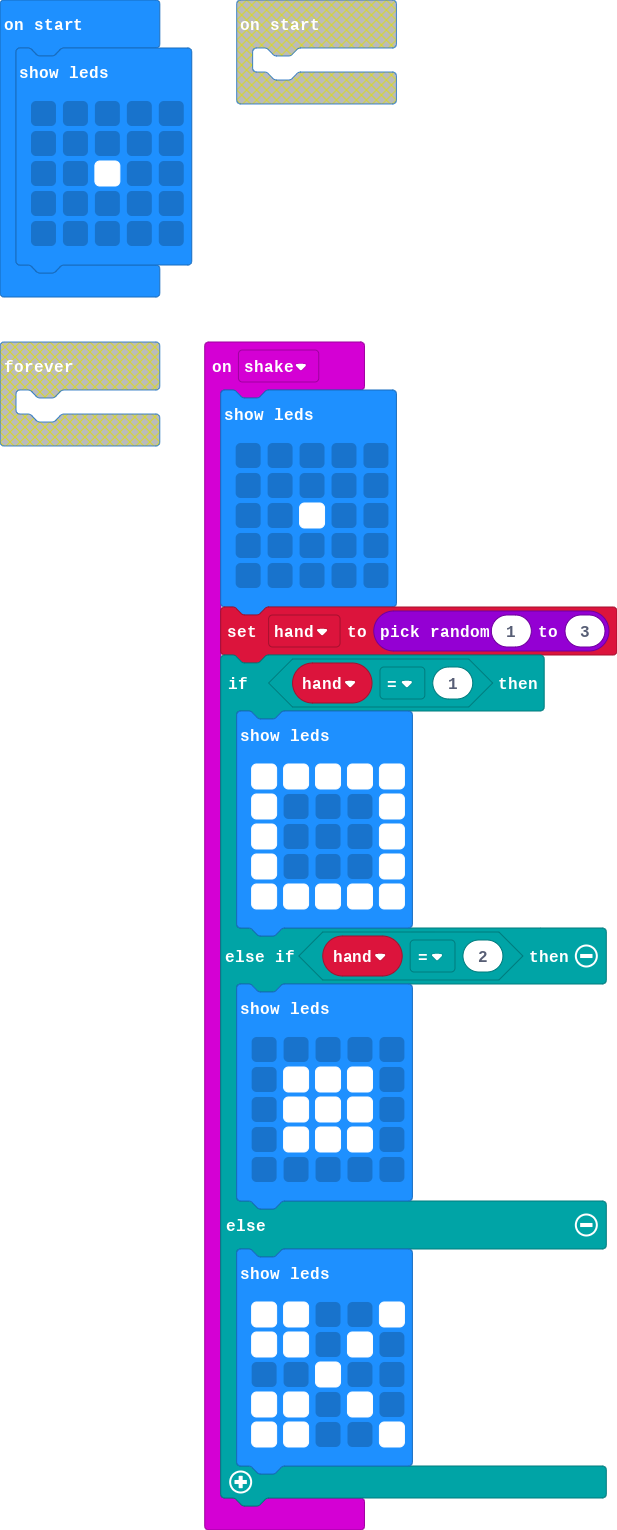 on start
show leds
on start
forever
on shake
show leds
set hand to pick random 1 to 3
if hand = 1 then
show leds
else if hand = 2 then
show leds
else
show leds